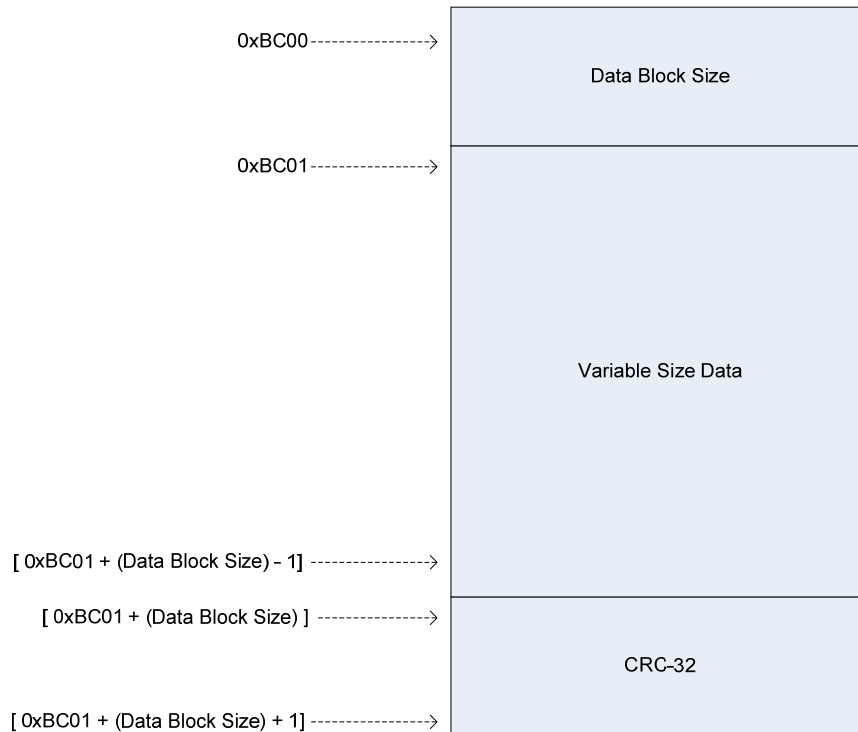 0xBC00
Data Block Size
0xBC01
Variable Size Data
[ 0xBC01 + (Data Block Size) - 1]
[ 0xBC01 + (Data Block Size) ]
CRC-32
[ 0xBC01 + (Data Block Size) + 1]